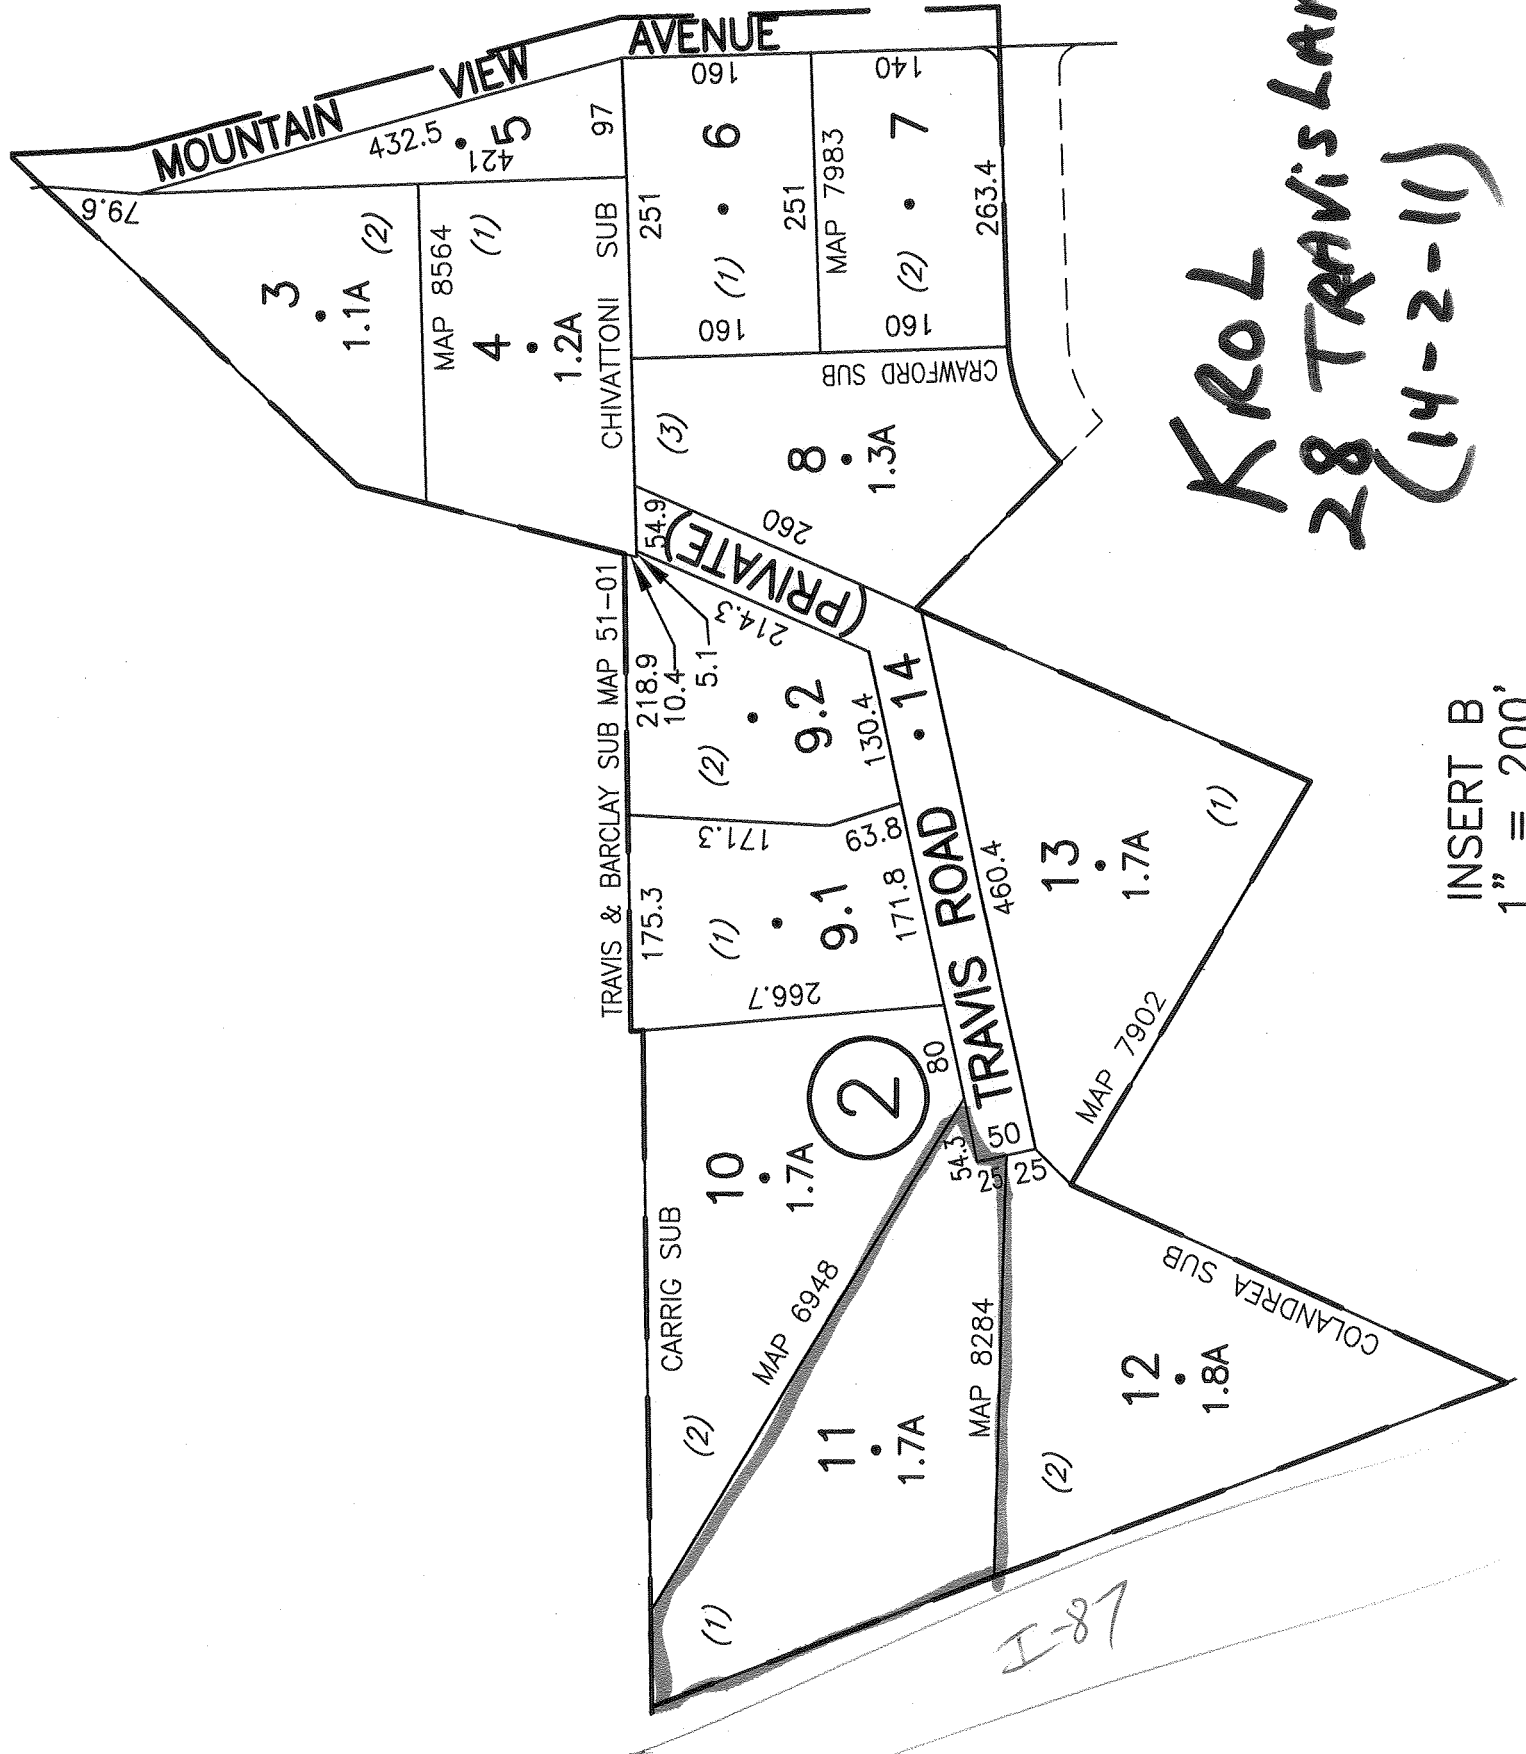 MOUNTAIN VIEW AVENUE
79.6
432.5
5
421
97
3
1.1A
(2)
MAP 8564
4
(1)
1.2A
CHIVATTONI SUB
160
6
251
(1)
251
160
140
7
MAP 7983
(2)
263.4
160
CRAWFORD SUB
(3)
8
1.3A
260
54.9
(PRIVATE)
214.3
TRAVIS & BARCLAY SUB MAP 51-01
218.9
10.4
5.1
(2)
9.2
130.4
14
TRAVIS ROAD
171.3
63.8
175.3
(1)
9.1
171.8
266.7
460.4
13
1.7A
(1)
MAP 7902
2
80
10
1.7A
CARRIG SUB
(2)
MAP 6948
54.3
50
25
25
11
1.7A
(1)
MAP 8284
12
1.8A
(2)
COLANDREA SUB
I-87
KROL
28 TRAVIS
(14-2-11)
INSERT B
1" = 200'